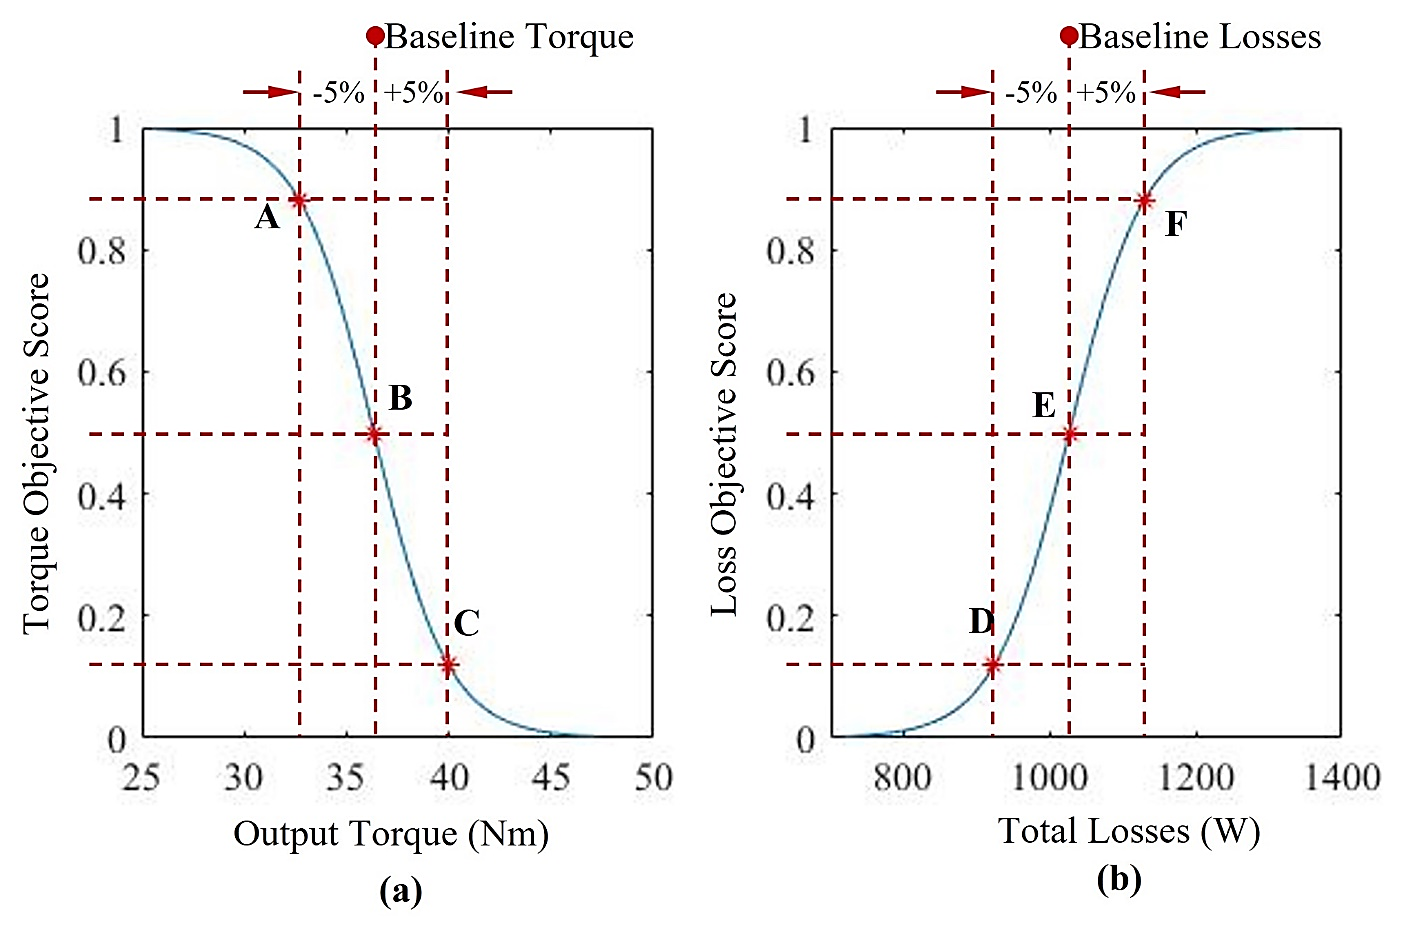 Baseline Torque
-5% +5%
1
0.8
0.6
0.4
0.2
0
25 30 35 40 45 50
Torque Objective Score
Output Torque (Nm)
A
B
C
(a)
Baseline Losses
-5% +5%
1
0.8
0.6
0.4
0.2
0
800 1000 1200 1400
Loss Objective Score
Total Losses (W)
F
E
D
(b)